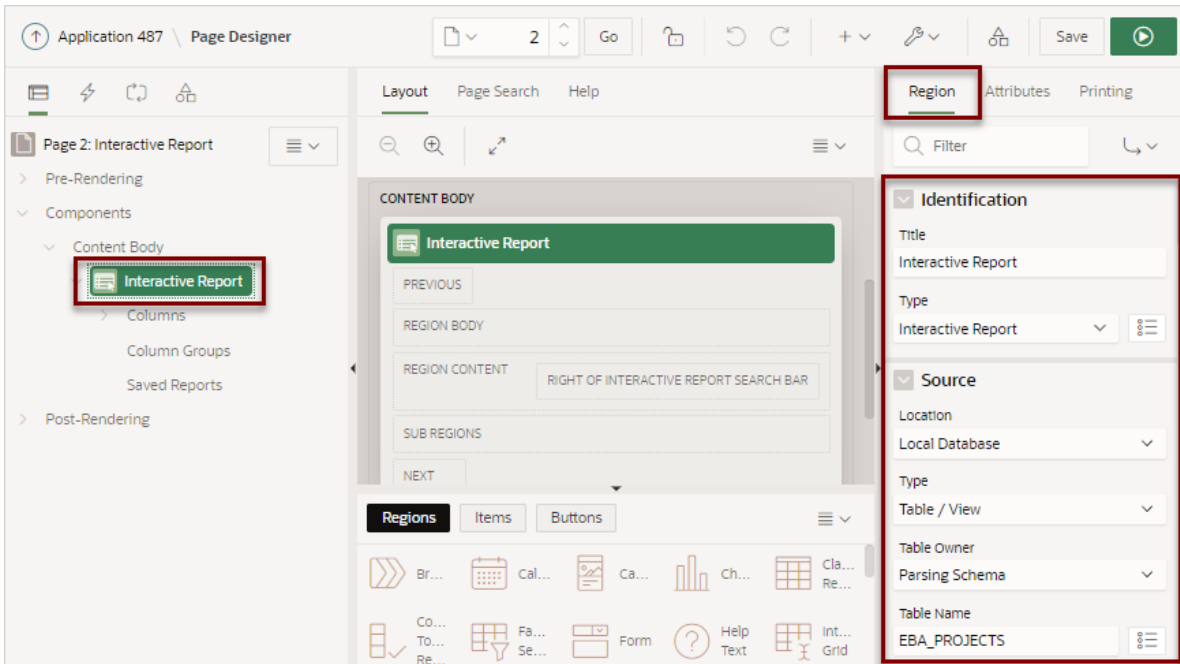 Application 487 \ Page Designer
2
Go
Save
Layout
Page Search
Help
Region
Attributes
Printing
Page 2: Interactive Report
Pre-Rendering
Components
Content Body
Interactive Report
Columns
Column Groups
Saved Reports
Post-Rendering
CONTENT BODY
Interactive Report
PREVIOUS
REGION BODY
REGION CONTENT
RIGHT OF INTERACTIVE REPORT SEARCH BAR
SUB REGIONS
NEXT
Regions
Items
Buttons
Br...
Cal...
Ca...
Ch...
Cla...
Re...
Co...
To...
Re...
Fa...
Se...
Form
Help
Text
Int...
Grid
Filter
Identification
Title
Interactive Report
Type
Interactive Report
Source
Location
Local Database
Type
Table / View
Table Owner
Parsing Schema
Table Name
EBA_PROJECTS